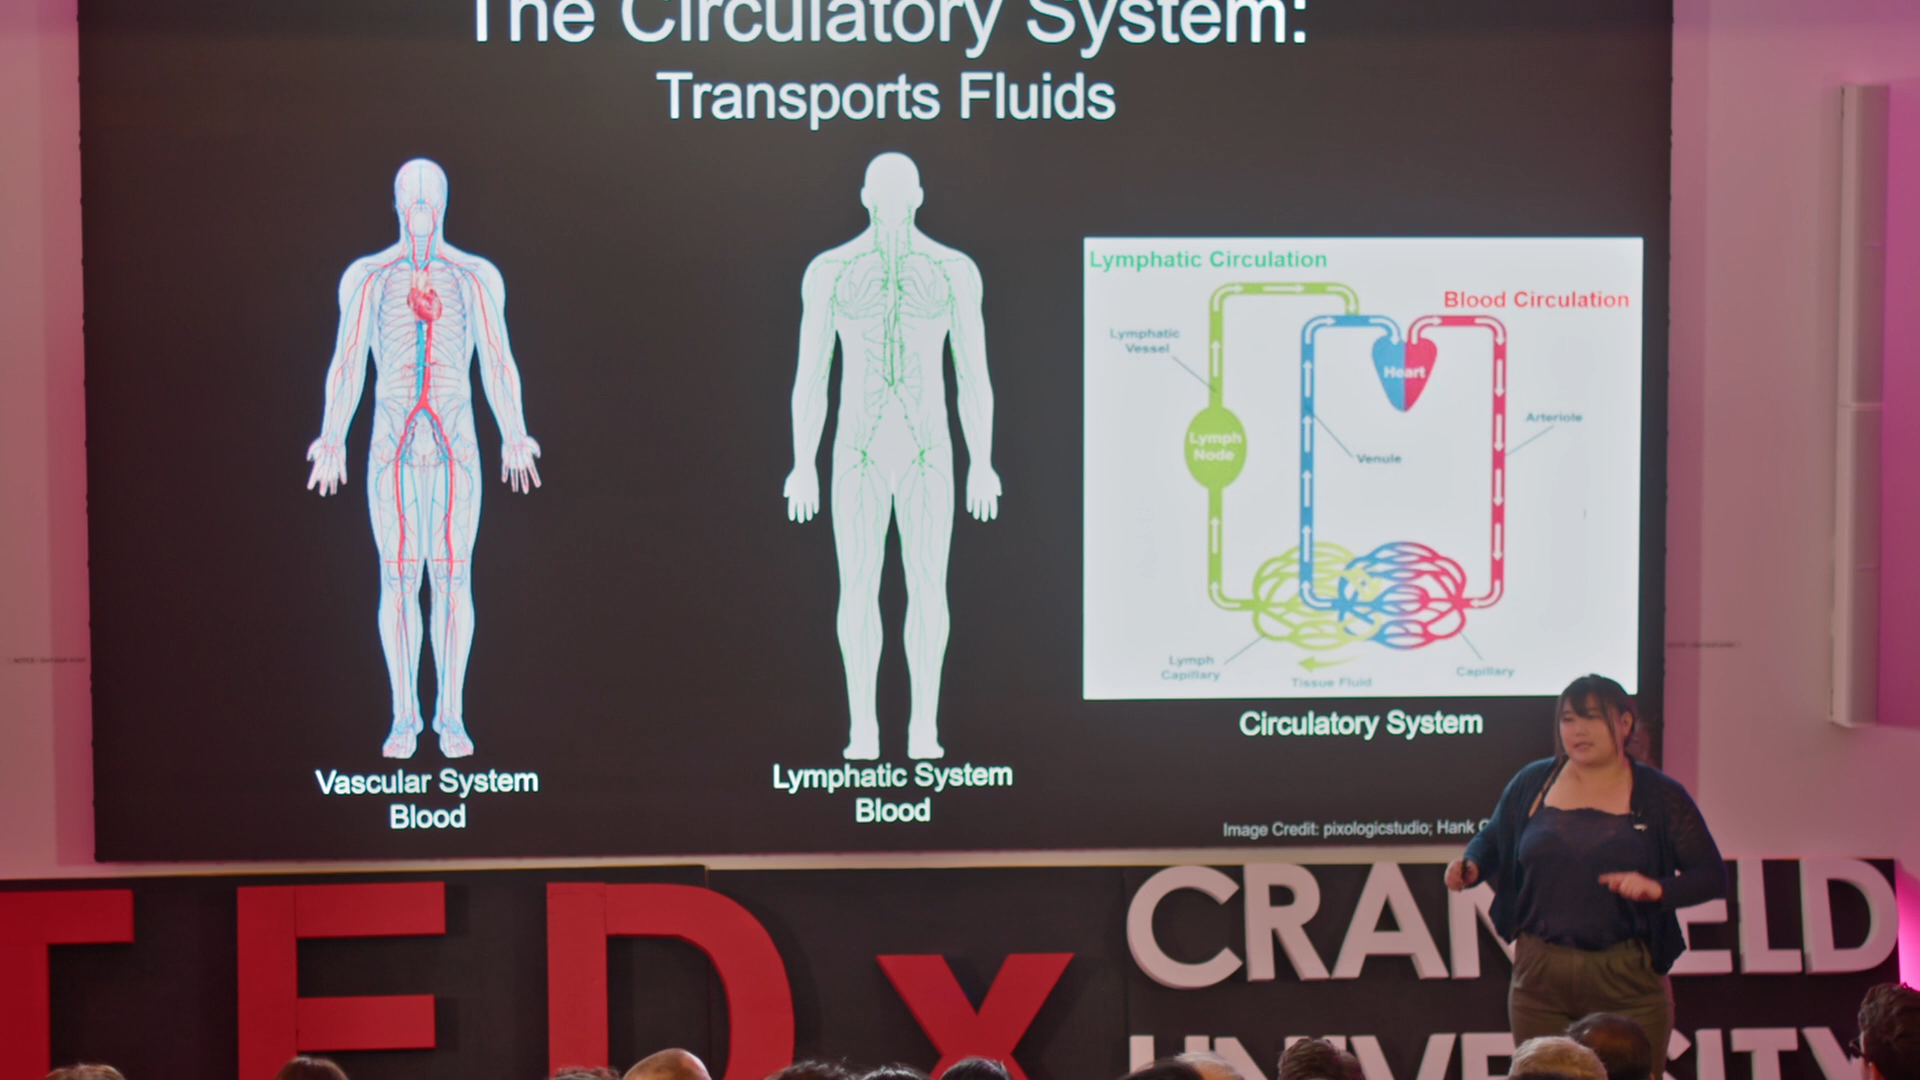 The Circulatory System:
Transports Fluids
Lymphatic Circulation
Blood Circulation
Lymphatic
Vessel
Heart
Arteriole
Lymph
Node
Venule
Lymph
Capillary
Tissue Fluid
Capillary
Circulatory System
Vascular System
Blood
Lymphatic System
Blood
Image Credit: pixologicstudio; Hank
TEDx
CRANFIELD
UNIVERSITY